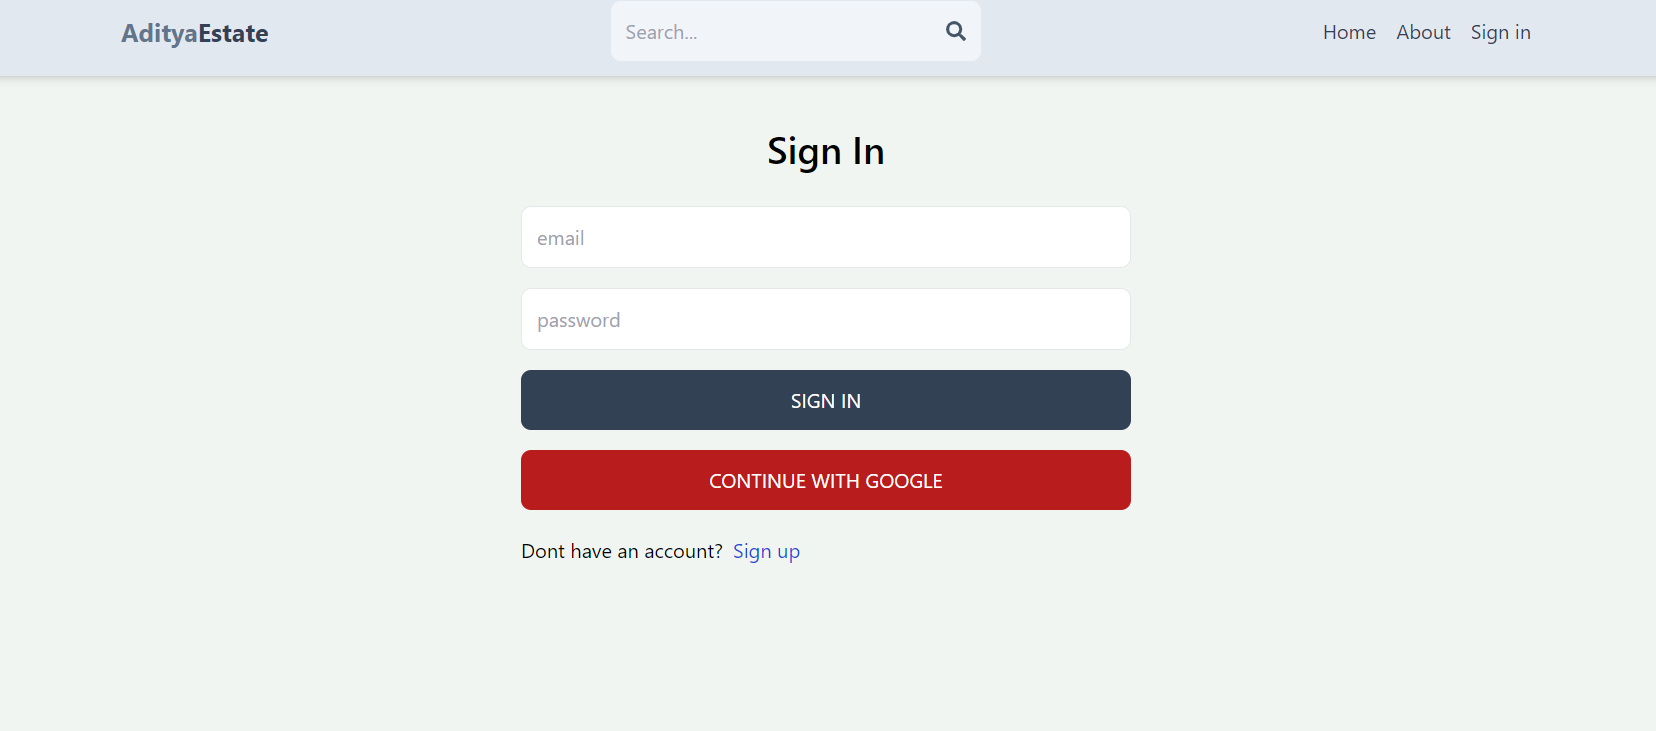 AdityaEstate
Search...
Home About Sign in
Sign In
email
password
SIGN IN
CONTINUE WITH GOOGLE
Dont have an account? Sign up